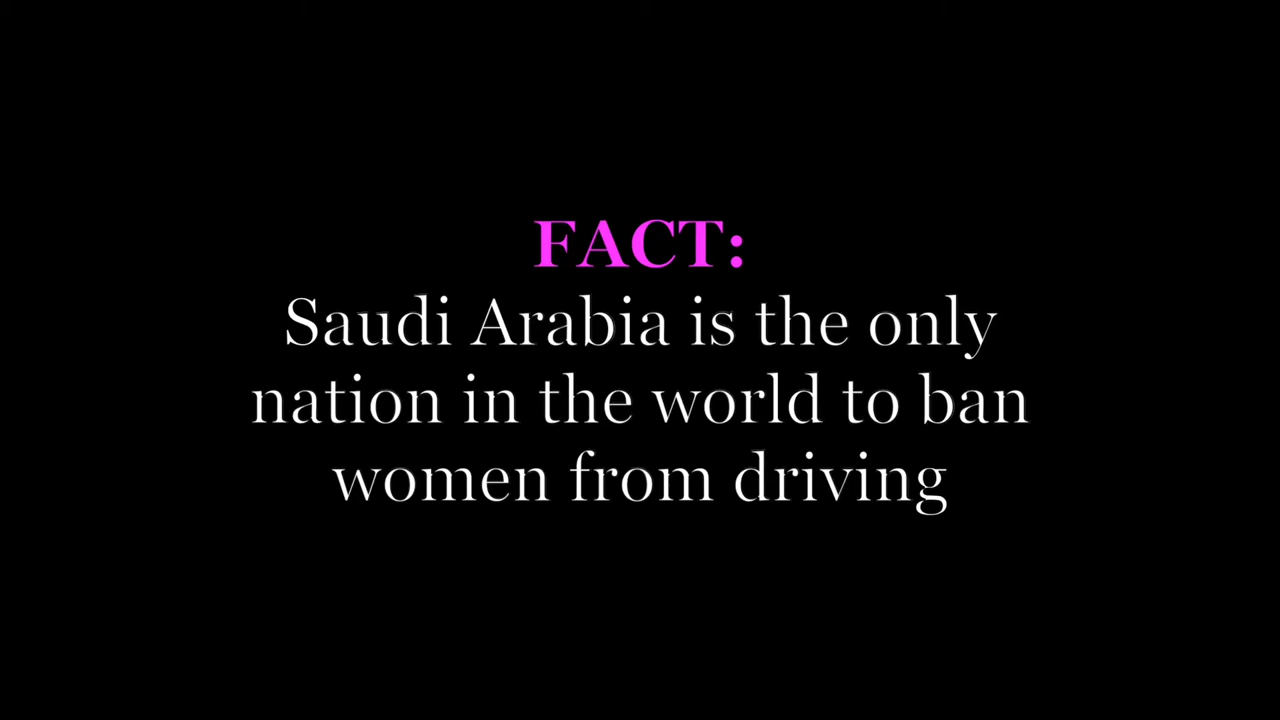 FACT:
Saudi Arabia is the only
nation in the world to ban
women from driving